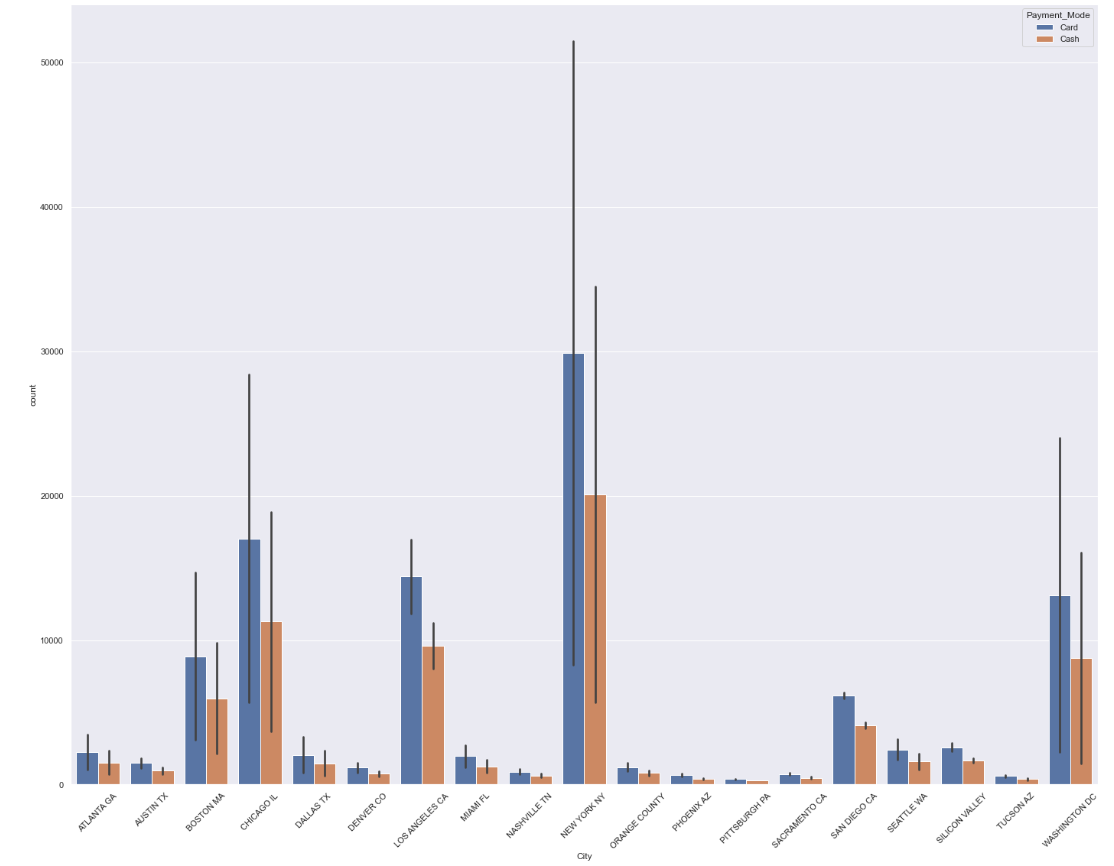 Payment_Mode
Card
Cash
50000
40000
30000
20000
10000
0
count
ATLANTA GA
AUSTIN TX
BOSTON MA
CHICAGO IL
DALLAS TX
DENVER CO
LOS ANGELES CA
MIAMI FL
NASHVILLE TN
NEW YORK NY
ORANGE COUNTY
PHOENIX AZ
PITTSBURGH PA
SACRAMENTO CA
SAN DIEGO CA
SEATTLE WA
SILICON VALLEY
TUCSON AZ
WASHINGTON DC
City